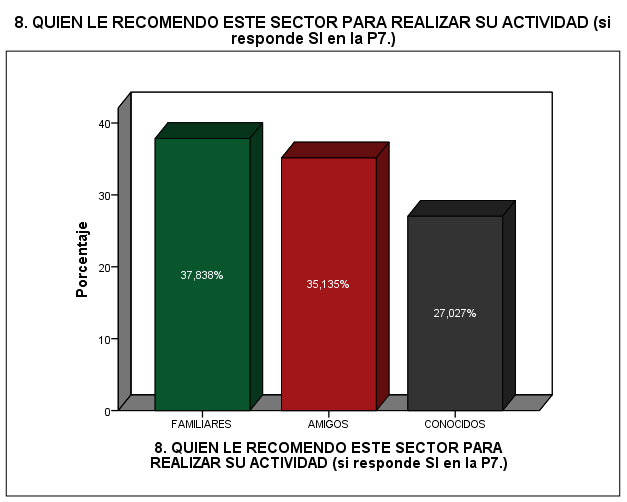 8. QUIEN LE RECOMENDO ESTE SECTOR PARA REALIZAR SU ACTIVIDAD (si
responde SI en la P7.)
Porcentaje
40
30
20
10
0
37,838%
35,135%
27,027%
FAMILIARES
AMIGOS
CONOCIDOS
8. QUIEN LE RECOMENDO ESTE SECTOR PARA
REALIZAR SU ACTIVIDAD (si responde SI en la P7.)